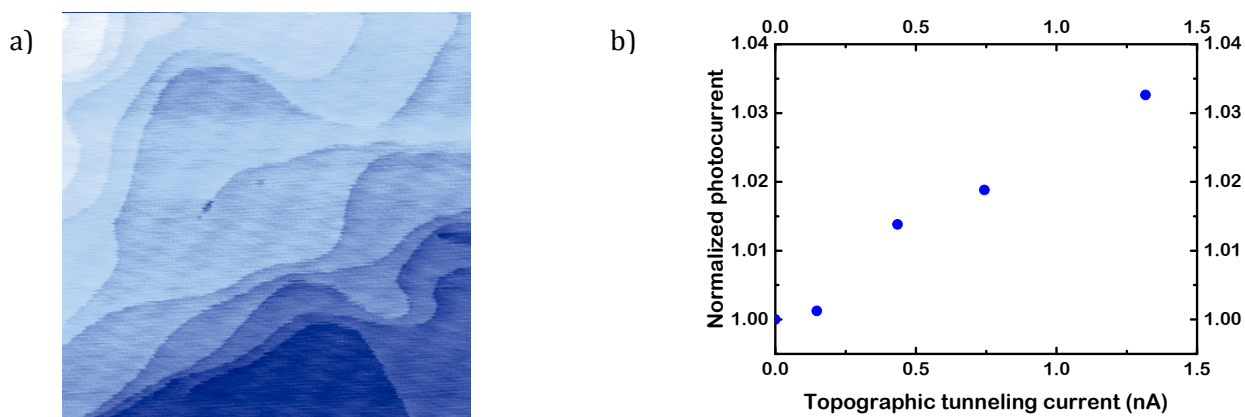 a)
b)
0.0 0.5 1.0 1.5
1.04 1.04
1.03 1.03
1.02 1.02
1.01 1.01
1.00 1.00
Normalized photocurrent
0.0 0.5 1.0 1.5
Topographic tunneling current (nA)